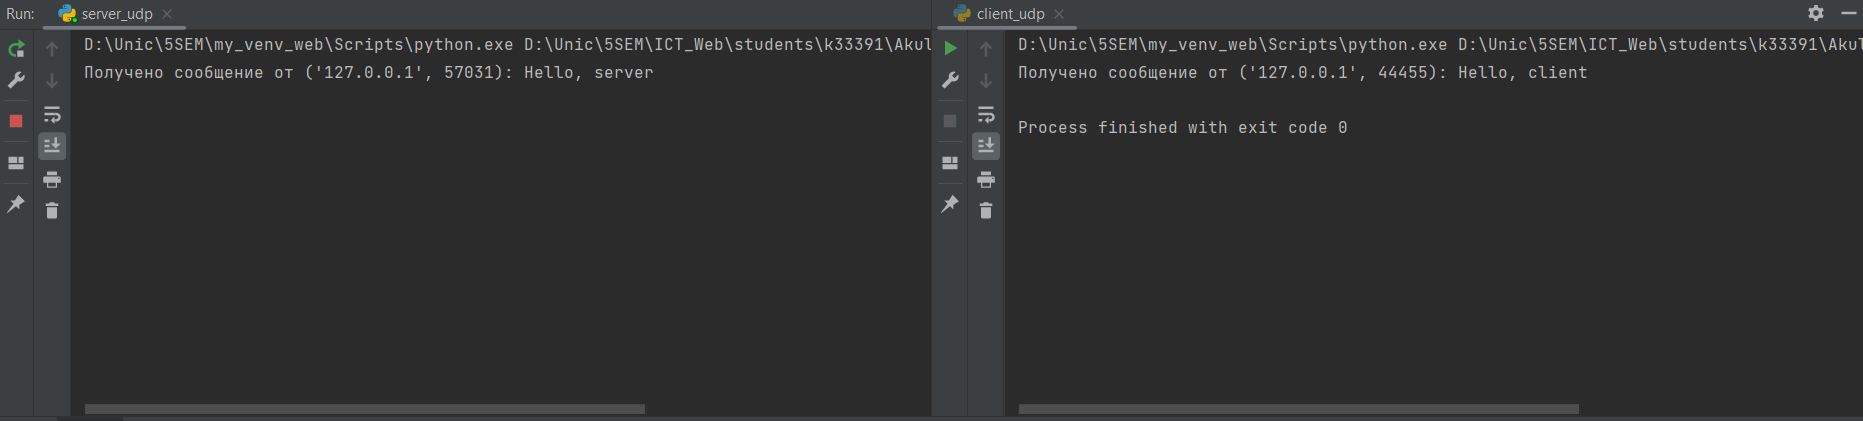 Run: server_udp
D:\Unic\5SEM\my_venv_web\Scripts\python.exe D:\Unic\5SEM\ICT_Web\students\k33391\Akul
Получено сообщение от ('127.0.0.1', 57031): Hello, server
client_udp
D:\Unic\5SEM\my_venv_web\Scripts\python.exe D:\Unic\5SEM\ICT_Web\students\k33391\Akul
Получено сообщение от ('127.0.0.1', 44455): Hello, client
Process finished with exit code 0